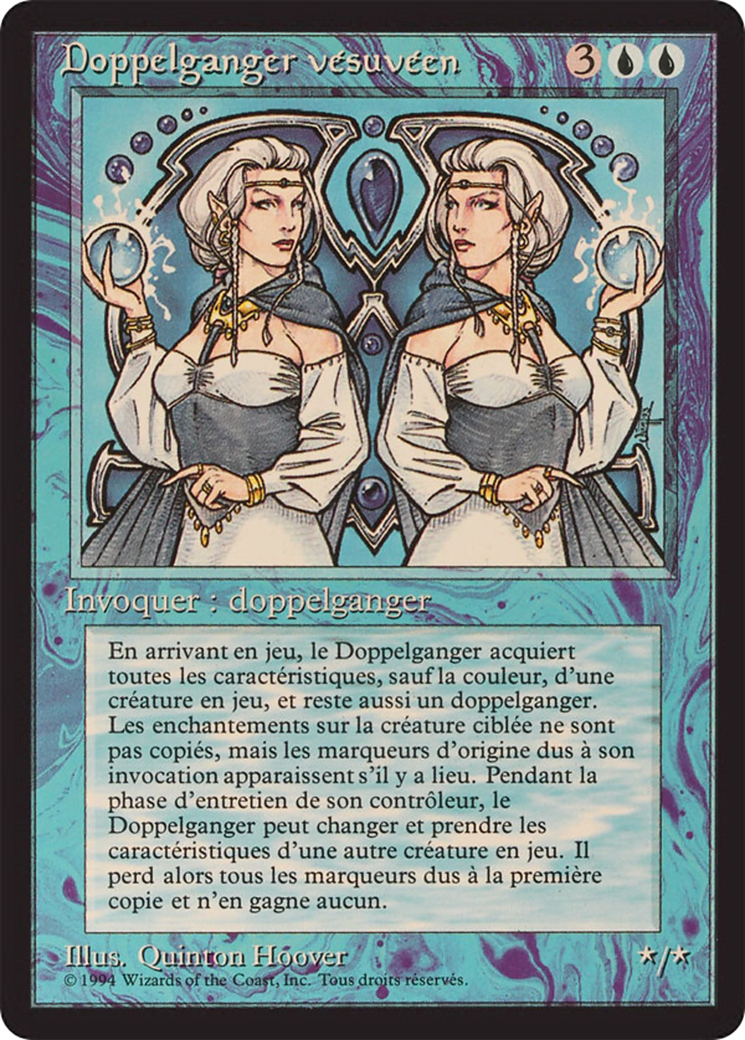 Doppelganger vésuvéen 3
Invoquer : doppelganger
En arrivant en jeu, le Doppelganger acquiert
toutes les caractéristiques, sauf la couleur, d'une
créature en jeu, et reste aussi un doppelganger.
Les enchantements sur la créature ciblée ne sont
pas copiés, mais les marqueurs d'origine dus à son
invocation apparaissent s'il y a lieu. Pendant la
phase d'entretien de son contrôleur, le
Doppelganger peut changer et prendre les
caractéristiques d'une autre créature en jeu. Il
perd alors tous les marqueurs dus à la première
copie et n'en gagne aucun.
Illus. Quinton Hoover ★/★
© 1994 Wizards of the Coast, Inc. Tous droits réservés.